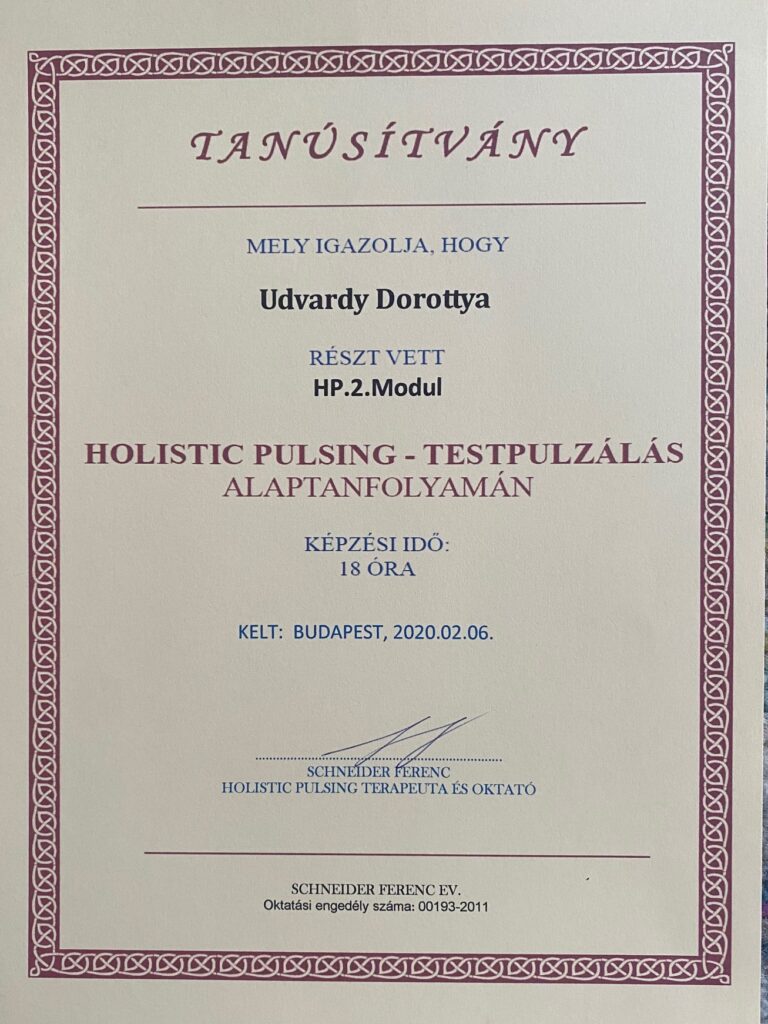 TANÚSÍTVÁNY
MELY IGAZOLJA, HOGY
Udvardy Dorottya
RÉSZT VETT
HP.2.Modul
HOLISTIC PULSING - TESTPULZÁLÁS
ALAPTANFOLYAMÁN
KÉPZÉSI IDŐ:
18 ÓRA
KELT: BUDAPEST, 2020.02.06.
SCHNEIDER FERENC
HOLISTIC PULSING TERAPEUTA ÉS OKTATÓ
SCHNEIDER FERENC EV.
Oktatási engedély száma: 00193-2011